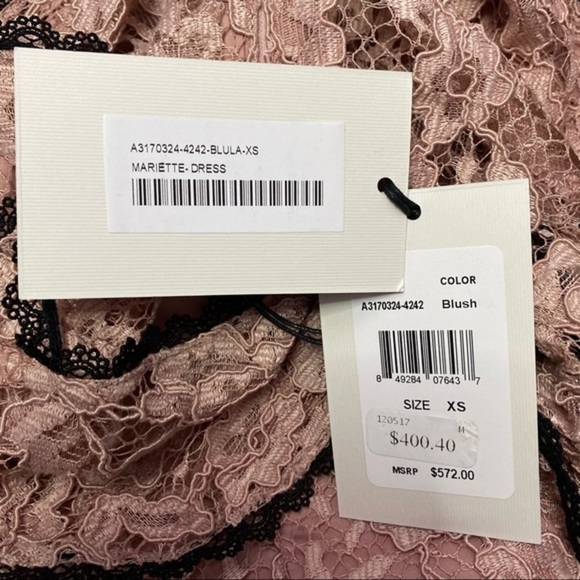 A3170324-4242-BLULA-XS
MARIETTE- DRESS
COLOR
A3170324-4242 Blush
8 49284 07643 7
SIZE XS
120517 H
$400.40
MSRP $572.00